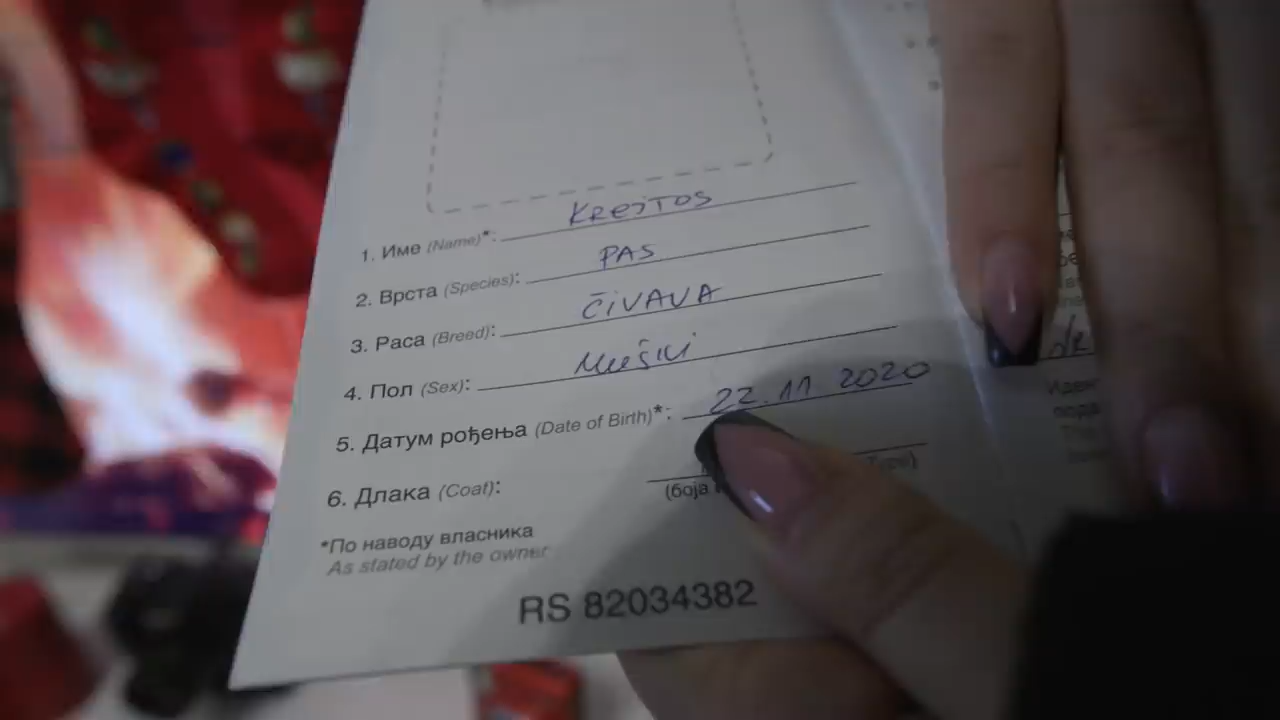 1. Име (Name)*: KREJTOS
2. Врста (Species): PAS
3. Раса (Breed): ČIVAVA
4. Пол (Sex): Muški
5. Датум рођења (Date of Birth)*: 22.11 2020
6. Длака (Coat):
(боја
*По наводу власника
As stated by the owner
RS 82034382